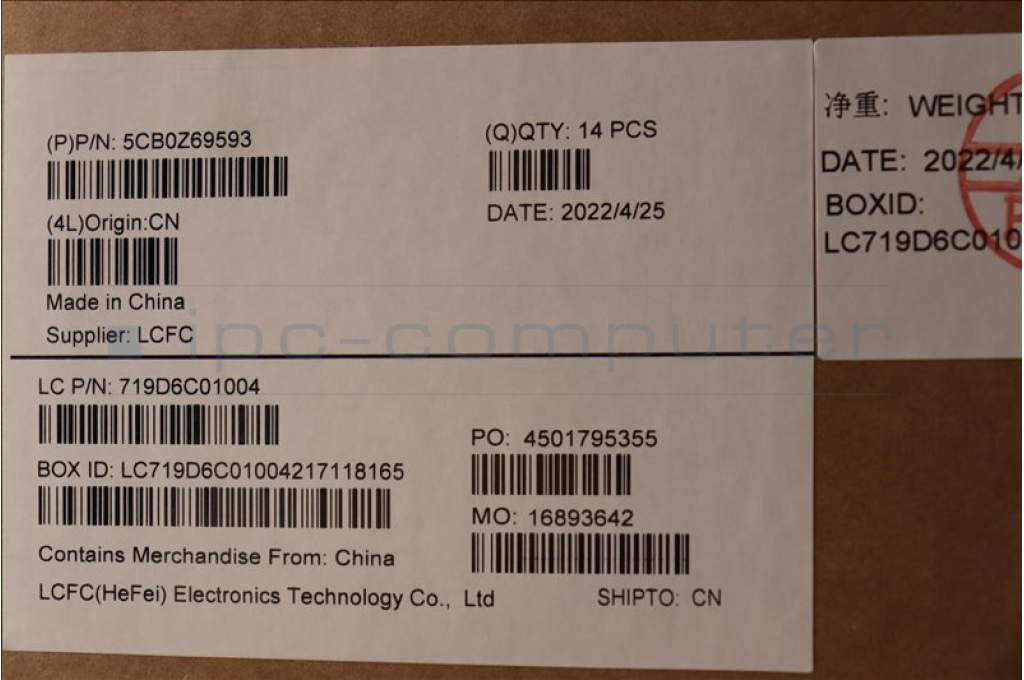 (P)P/N: 5CB0Z69593
(4L)Origin:CN
Made in China
Supplier: LCFC
(Q)QTY: 14 PCS
DATE: 2022/4/25
LC P/N: 719D6C01004
BOX ID: LC719D6C01004217118165
Contains Merchandise From: China
LCFC(HeFei) Electronics Technology Co., Ltd
PO: 4501795355
MO: 16893642
SHIPTO: CN
净重: WEIGHT
DATE: 2022/4/
BOXID:
LC719D6C010
ipc-computer